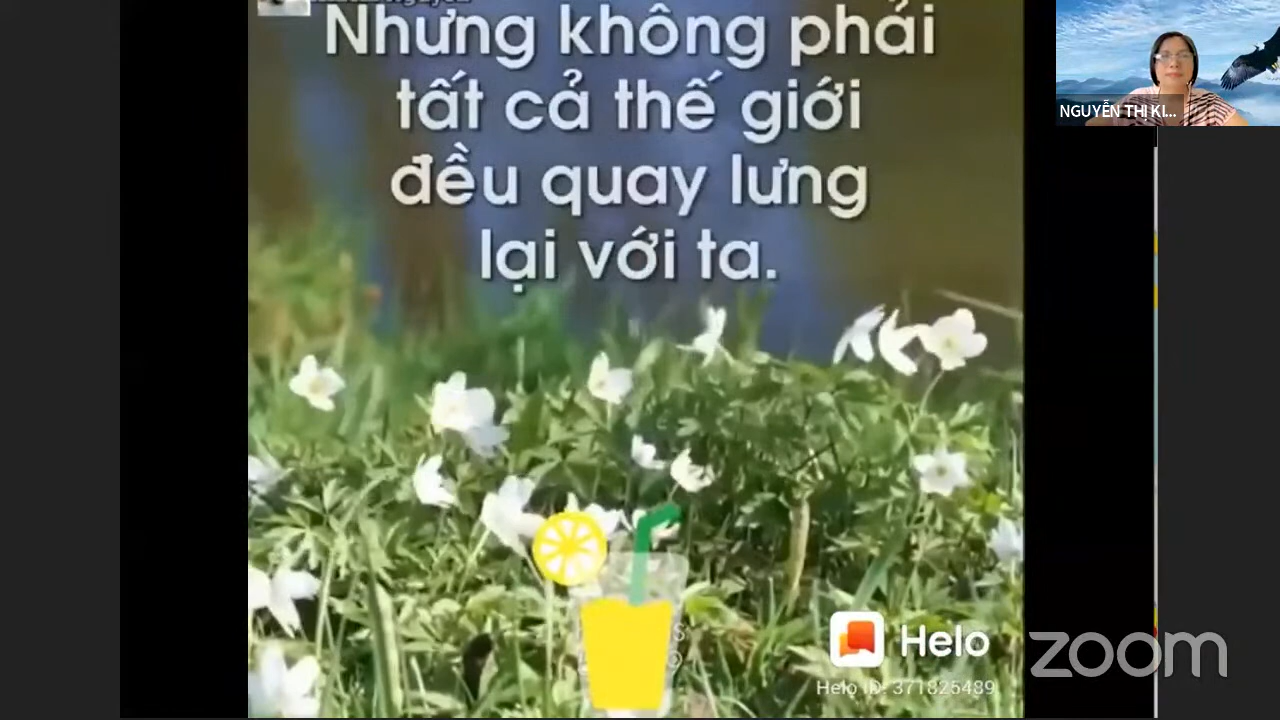 Nhưng không phải
tất cả thế giới
đều quay lưng
lại với ta.
NGUYỄN THỊ KI...
Helo
Helo ID: 371825489
zoom